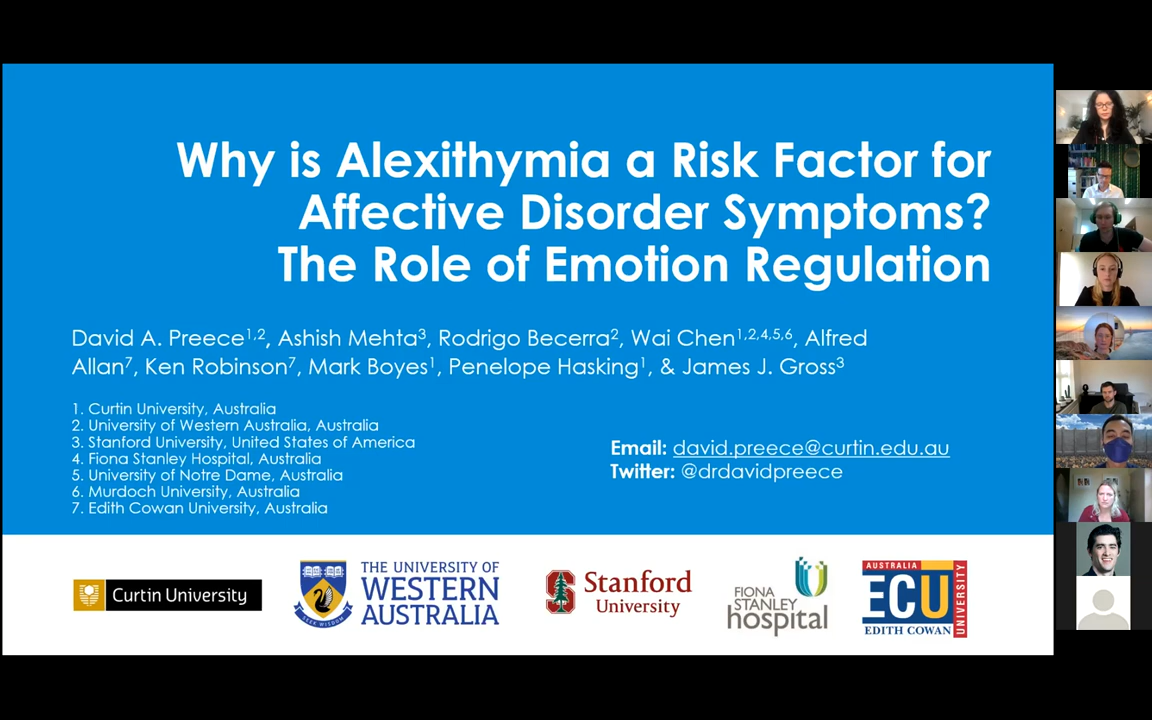 Why is Alexithymia a Risk Factor for
Affective Disorder Symptoms?
The Role of Emotion Regulation
David A. Preece1,2, Ashish Mehta3, Rodrigo Becerra2, Wai Chen1,2,4,5,6, Alfred
Allan7, Ken Robinson7, Mark Boyes1, Penelope Hasking1, & James J. Gross3
1. Curtin University, Australia
2. University of Western Australia, Australia
3. Stanford University, United States of America
4. Fiona Stanley Hospital, Australia
5. University of Notre Dame, Australia
6. Murdoch University, Australia
7. Edith Cowan University, Australia
Email: david.preece@curtin.edu.au
Twitter: @drdavidpreece
Curtin University
SEEK WISDOM
THE UNIVERSITY OF
WESTERN
AUSTRALIA
Stanford
University
FIONA
STANLEY
hospital
AUSTRALIA
ECU
EDITH COWAN
UNIVERSITY